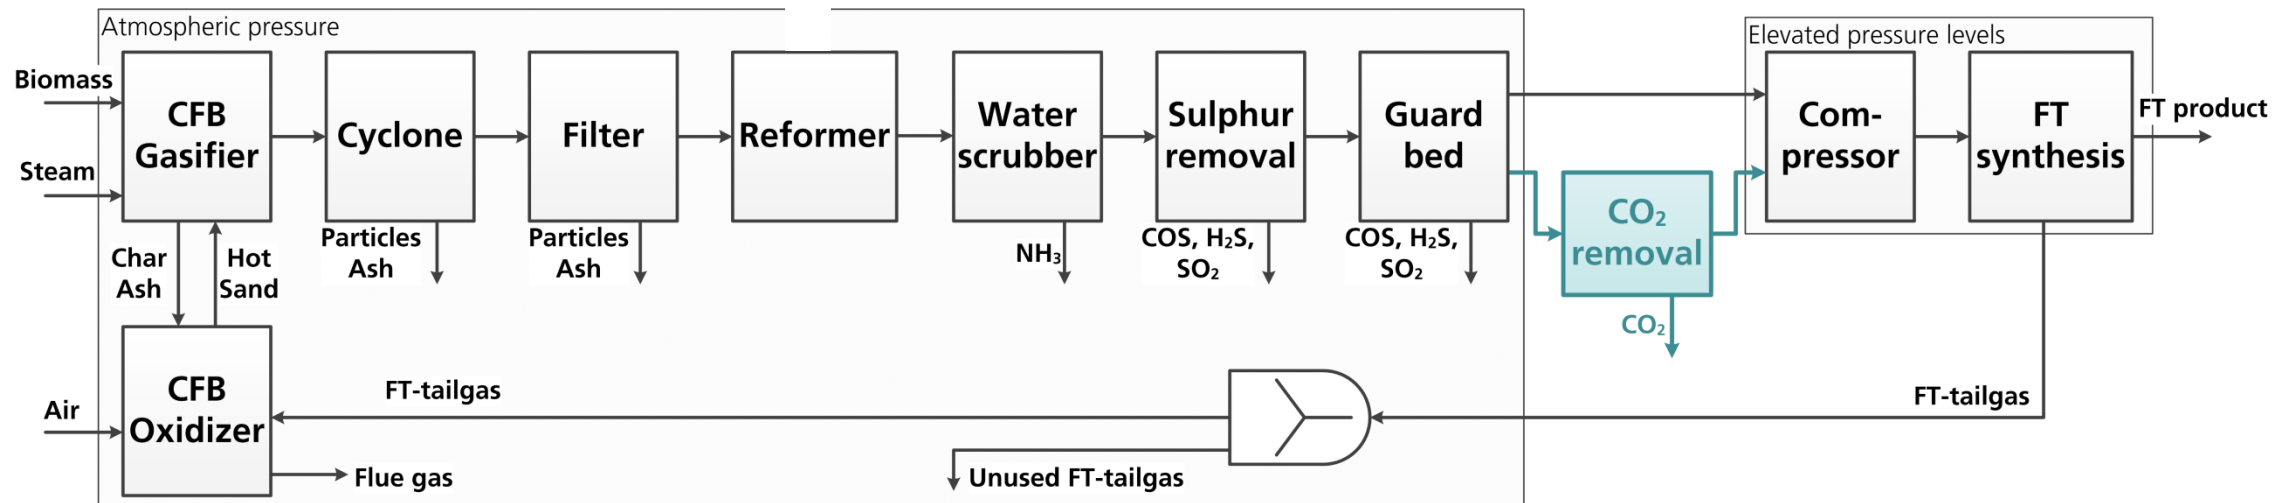 Atmospheric pressure
Elevated pressure levels
Biomass
Steam
CFB
Gasifier
Cyclone
Filter
Reformer
Water
scrubber
Sulphur
removal
Guard
bed
Com-
pressor
FT
synthesis
FT product
CO₂
removal
CO₂
Char
Ash
Hot
Sand
Particles
Ash
Particles
Ash
NH₃
COS, H₂S,
SO₂
COS, H₂S,
SO₂
Air
CFB
Oxidizer
FT-tailgas
FT-tailgas
Flue gas
Unused FT-tailgas